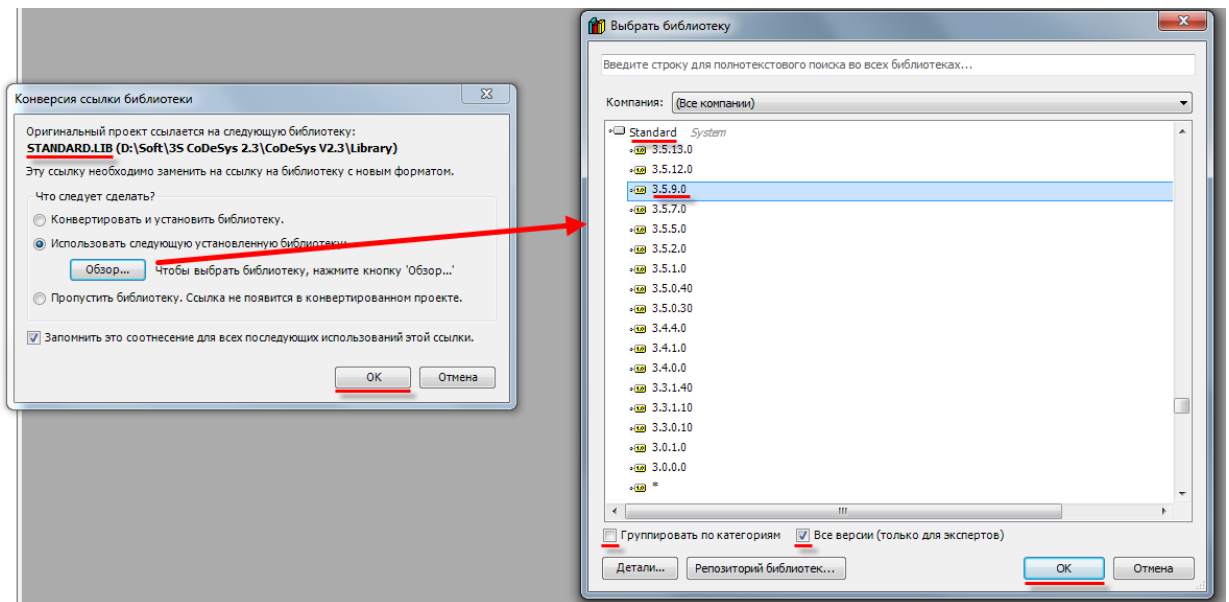 Конверсия ссылки библиотеки
Оригинальный проект ссылается на следующую библиотеку:
STANDARD.LIB (D:\Soft\3S CoDeSys 2.3\CoDeSys V2.3\Library)
Эту ссылку необходимо заменить на ссылку на библиотеку с новым форматом.
Что следует сделать?
Конвертировать и установить библиотеку.
Использовать следующую установленную библиотеку:
Обзор... Чтобы выбрать библиотеку, нажмите кнопку 'Обзор...'
Пропустить библиотеку. Ссылка не появится в конвертированном проекте.
Запомнить это соотнесение для всех последующих использований этой ссылки.
OK Отмена
Выбрать библиотеку
Введите строку для полнотекстового поиска во всех библиотеках...
Компания: (Все компании)
Standard System
3.5.13.0
3.5.12.0
3.5.9.0
3.5.7.0
3.5.5.0
3.5.2.0
3.5.1.0
3.5.0.40
3.5.0.30
3.4.4.0
3.4.1.0
3.4.0.0
3.3.1.40
3.3.1.10
3.3.0.10
3.0.1.0
3.0.0.0
*
Группировать по категориям Все версии (только для экспертов)
Детали... Репозиторий библиотек... OK Отмена